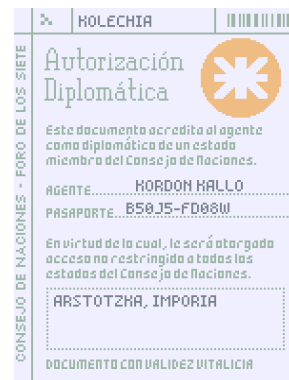 KOLECHIA
Autorización
Diplomática
Este documento acredita al agente
como diplomático de un estado
miembro del Consejo de Naciones.
AGENTE KORDON KALLO
PASAPORTE B50J5-FD08W
En virtud de lo cual, le será otorgado
acceso no restringido a todos los
estados del Consejo de Naciones.
ARSTOTZKA, IMPORIA
DOCUMENTO CON VALIDEZ VITALICIA
CONSEJO DE NACIONES - FORO DE LOS SIETE